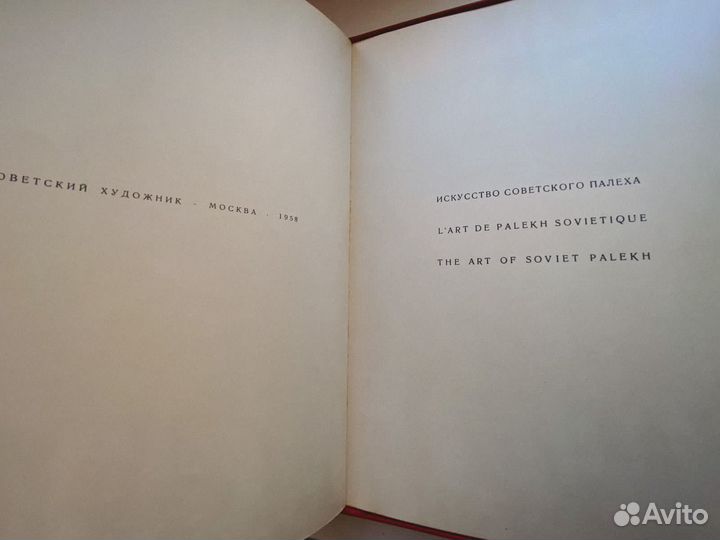 ОВЕТСКИЙ ХУДОЖНИК · МОСКВА · 1958
ИСКУССТВО СОВЕТСКОГО ПАЛЕХА
L'ART DE PALEKH SOVIETIQUE
THE ART OF SOVIET PALEKH
Avito